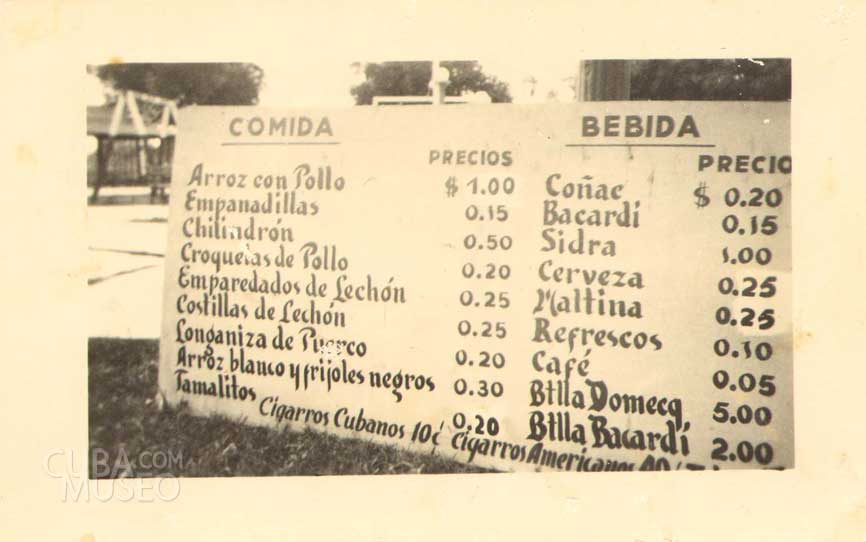 COMIDA
PRECIOS
Arroz con Pollo $ 1.00
Empanadillas 0.15
Chilindrón 0.50
Croquetas de Pollo 0.20
Emparedados de Lechón 0.25
Costillas de Lechón 0.25
Longaniza de Puerco 0.20
Arroz blanco y frijoles negros 0.30
Tamalitos 0.20
BEBIDA
PRECIO
Coñac $ 0.20
Bacardí 0.15
Sidra 1.00
Cerveza 0.25
Maltina 0.25
Refrescos 0.10
Café 0.05
Btlla Domecq 5.00
Btlla Bacardí 2.00
Cigarros Cubanos 10¢ Cigarros Americanos
CUBA.COM
MUSEO